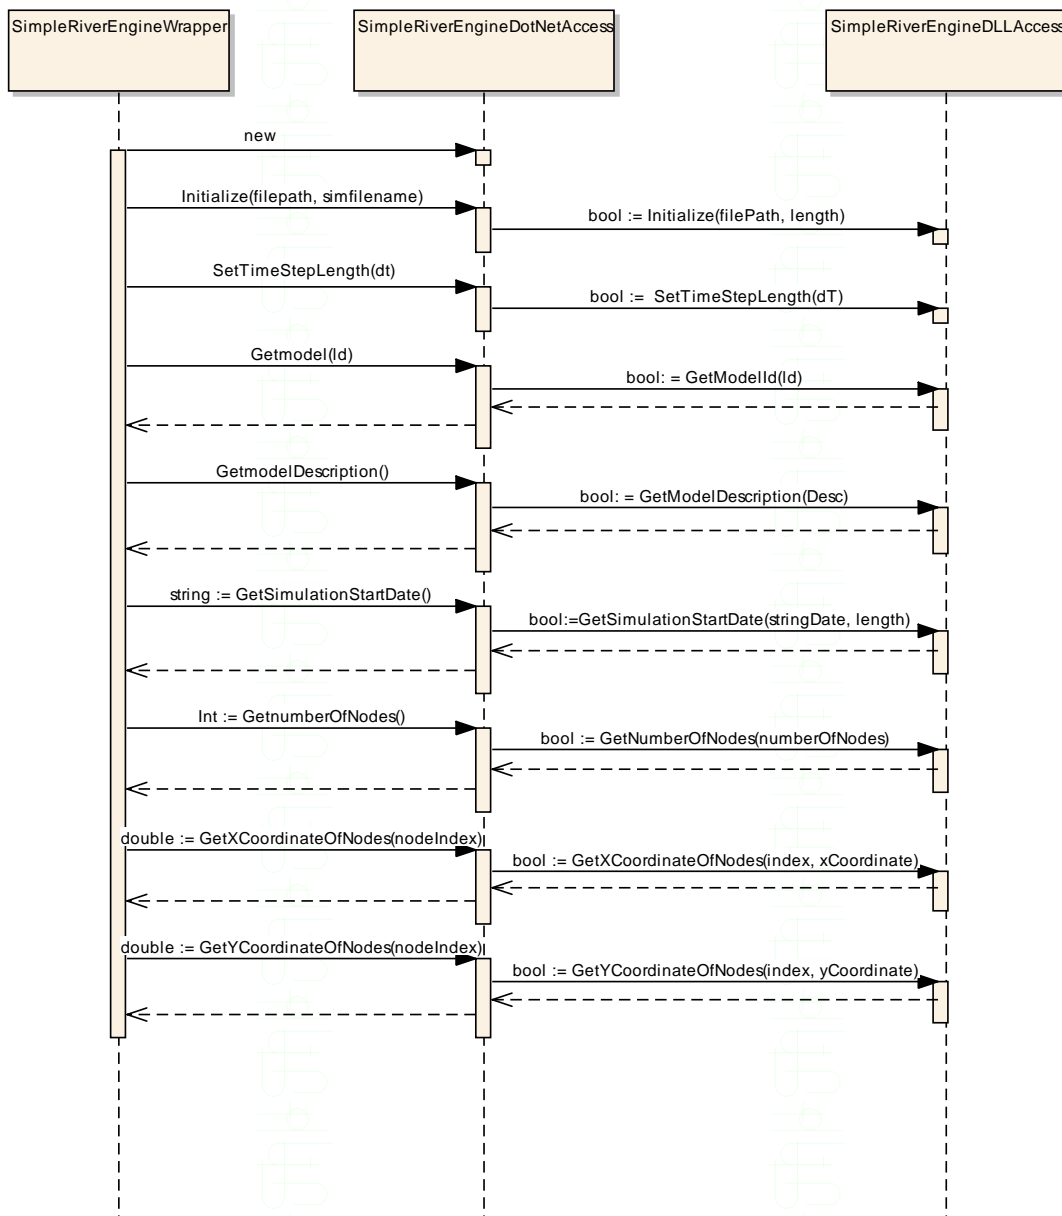 SimpleRiverEngineWrapper
SimpleRiverEngineDotNetAccess
SimpleRiverEngineDLLAccess
new
Initialize(filepath, simfilename)
bool := Initialize(filePath, length)
SetTimeStepLength(dt)
bool :=  SetTimeStepLength(dT)
Getmodel(Id)
bool: = GetModelId(Id)
GetmodelDescription()
bool: = GetModelDescription(Desc)
string := GetSimulationStartDate()
bool:=GetSimulationStartDate(stringDate, length)
Int := GetnumberOfNodes()
bool := GetNumberOfNodes(numberOfNodes)
double := GetXCoordinateOfNodes(nodeIndex)
bool := GetXCoordinateOfNodes(index, xCoordinate)
double := GetYCoordinateOfNodes(nodeIndex)
bool := GetYCoordinateOfNodes(index, yCoordinate)